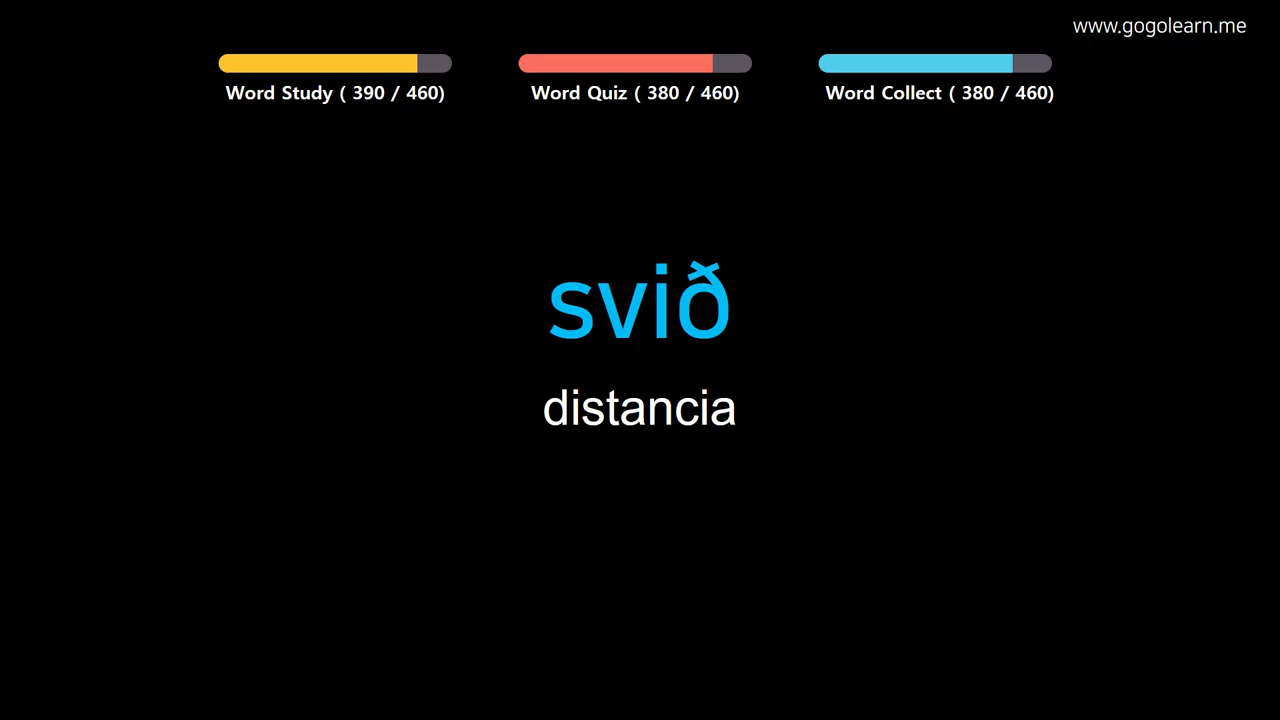 www.gogolearn.me
Word Study ( 390 / 460)
Word Quiz ( 380 / 460)
Word Collect ( 380 / 460)
svið
distancia